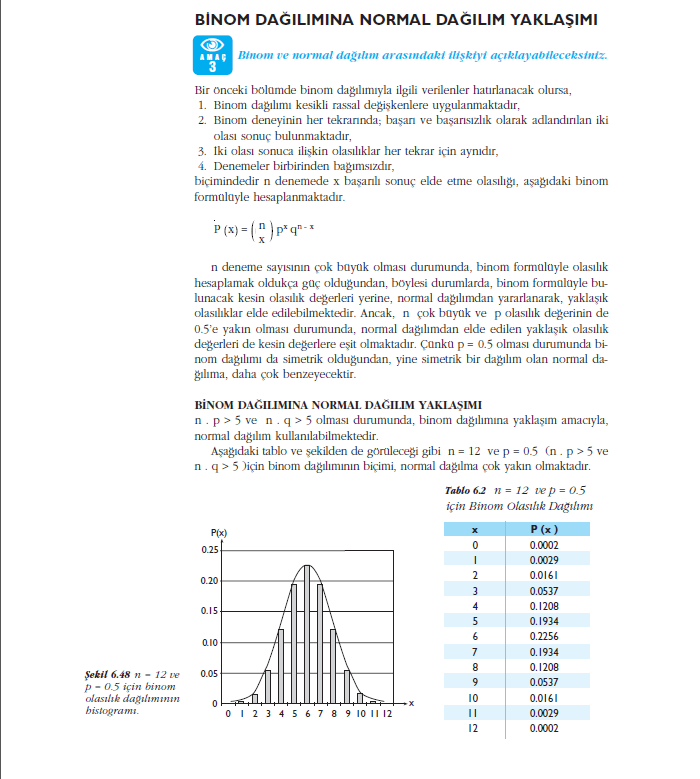 BİNOM DAĞILIMINA NORMAL DAĞILIM YAKLAŞIMI
AMAÇ
3
Binom ve normal dağılım arasındaki ilişkiyi açıklayabileceksiniz.
Bir önceki bölümde binom dağılımıyla ilgili verilenler hatırlanacak olursa,
1. Binom dağılımı kesikli rassal değişkenlere uygulanmaktadır,
2. Binom deneyinin her tekrarında; başarı ve başarısızlık olarak adlandırılan iki
olası sonuç bulunmaktadır,
3. İki olası sonuca ilişkin olasılıklar her tekrar için aynıdır,
4. Denemeler birbirinden bağımsızdır,
biçimindedir n denemede x başarılı sonuç elde etme olasılığı, aşağıdaki binom
formülüyle hesaplanmaktadır.
P (x) = ( n x ) pˣ qⁿ⁻ˣ
n deneme sayısının çok büyük olması durumunda, binom formülüyle olasılık
hesaplamak oldukça güç olduğundan, böylesi durumlarda, binom formülüyle bu-
lunacak kesin olasılık değerleri yerine, normal dağılımdan yararlanarak, yaklaşık
olasılıklar elde edilebilmektedir. Ancak, n çok büyük ve p olasılık değerinin de
0.5'e yakın olması durumunda, normal dağılımdan elde edilen yaklaşık olasılık
değerleri de kesin değerlere eşit olmaktadır. Çünkü p = 0.5 olması durumunda bi-
nom dağılımı da simetrik olduğundan, yine simetrik bir dağılım olan normal da-
ğılıma, daha çok benzeyecektir.
BİNOM DAĞILIMINA NORMAL DAĞILIM YAKLAŞIMI
n . p > 5 ve n . q > 5 olması durumunda, binom dağılımına yaklaşım amacıyla,
normal dağılım kullanılabilmektedir.
Aşağıdaki tablo ve şekilden de görüleceği gibi n = 12 ve p = 0.5 (n . p > 5 ve
n . q > 5 )için binom dağılımının biçimi, normal dağılma çok yakın olmaktadır.
Tablo 6.2 n = 12 ve p = 0.5
için Binom Olasılık Dağılımı
x P (x)
0 0.0002
1 0.0029
2 0.0161
3 0.0537
4 0.1208
5 0.1934
6 0.2256
7 0.1934
8 0.1208
9 0.0537
10 0.0161
11 0.0029
12 0.0002
P(x)
0.25
0.20
0.15
0.10
0.05
0
0 1 2 3 4 5 6 7 8 9 10 11 12
x
Şekil 6.48 n = 12 ve
p = 0.5 için binom
olasılık dağılımının
histogramı.